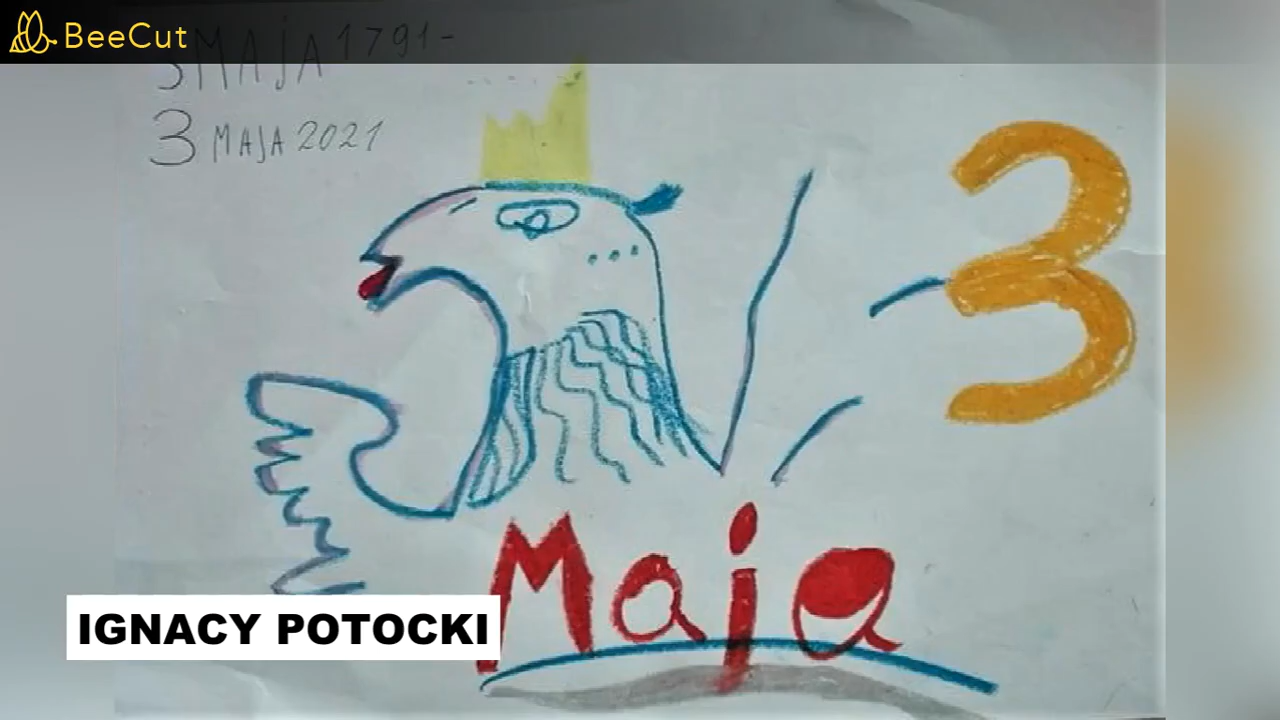 BeeCut
3 MAJA 1791-
3 MAJA 2021
3
Maja
IGNACY POTOCKI